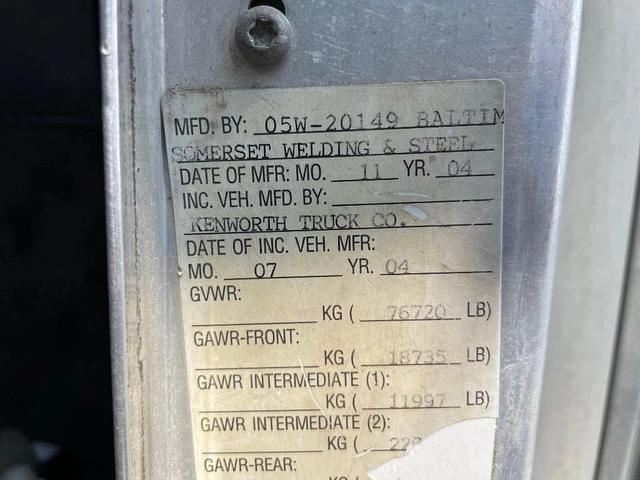 MFD. BY: 05W-20149 BALTIM
SOMERSET WELDING & STEEL
DATE OF MFR: MO. 11 YR. 04
INC. VEH. MFD. BY:
KENWORTH TRUCK CO.
DATE OF INC. VEH. MFR:
MO. 07 YR. 04
GVWR:
KG ( 76720 LB)
GAWR-FRONT:
KG ( 18735 LB)
GAWR INTERMEDIATE (1):
KG ( 11997 LB)
GAWR INTERMEDIATE (2):
KG (
GAWR-REAR: